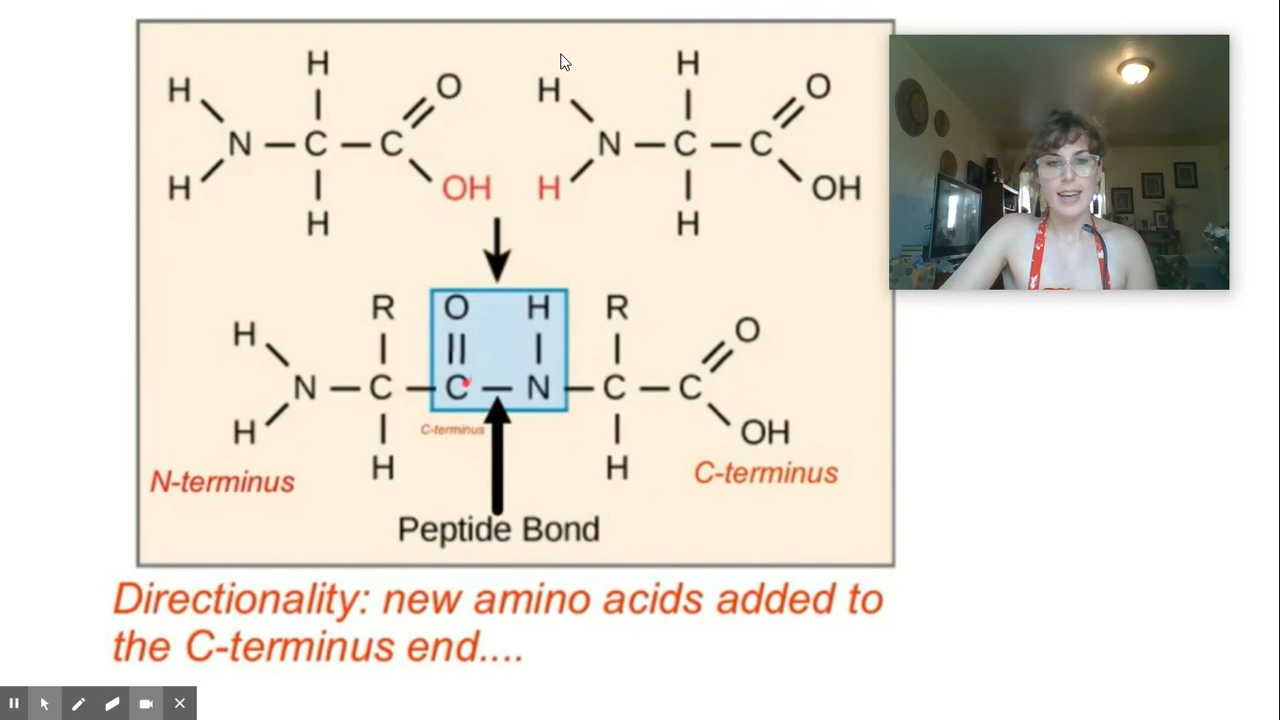 H H O H H O
N C C N C C
H H OH H H OH
R O H R O
H N C C N C C
H H H OH
C-terminus
N-terminus C-terminus
Peptide Bond
Directionality: new amino acids added to
the C-terminus end....